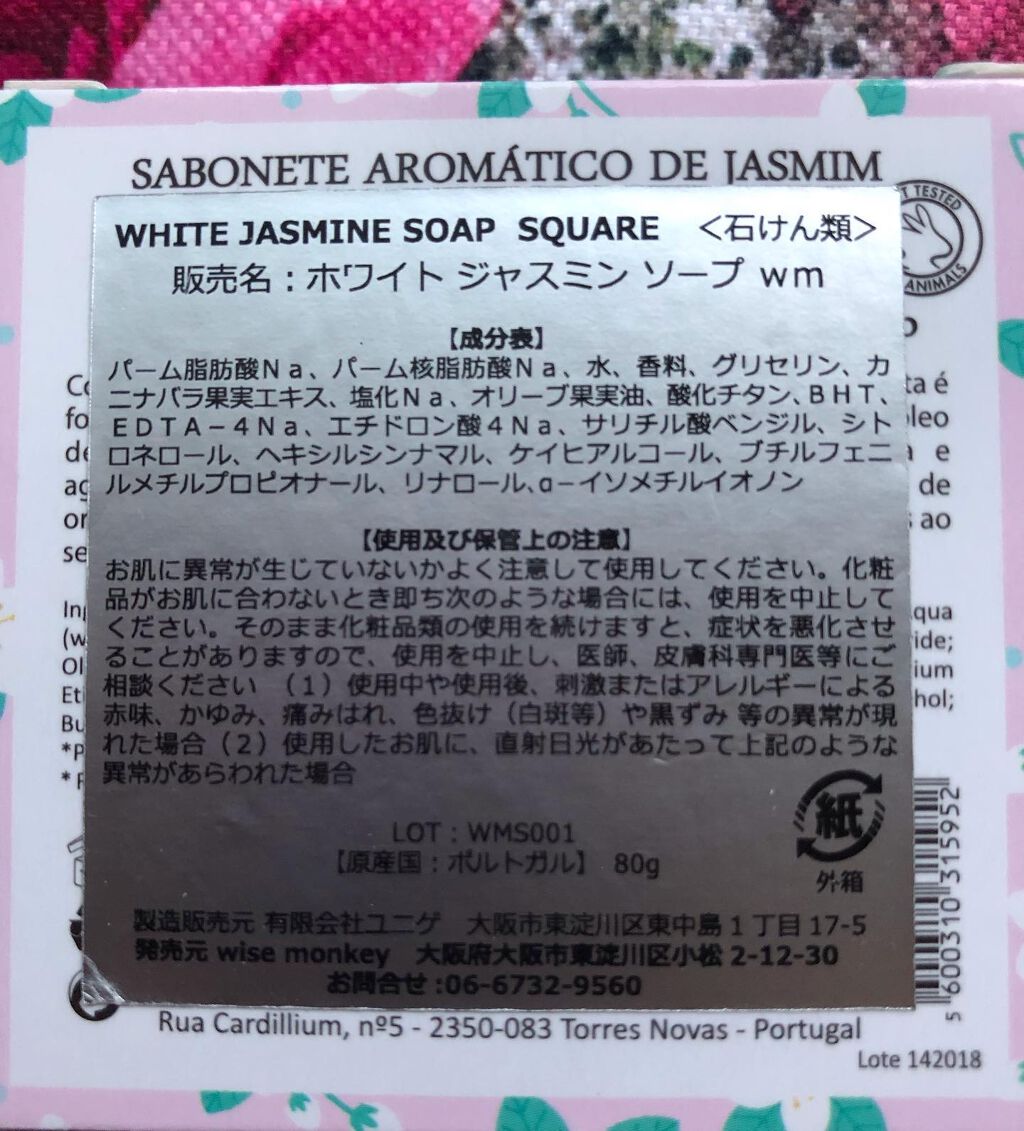 SABONETE AROMÁTICO DE JASMIM
TESTED
ANIMALS
WHITE JASMINE SOAP SQUARE <石けん類>
販売名：ホワイト ジャスミン ソープ wm
【成分表】
パーム脂肪酸Ｎａ、パーム核脂肪酸Ｎａ、水、香料、グリセリン、カ
ニナバラ果実エキス、塩化Ｎａ、オリーブ果実油、酸化チタン、ＢＨＴ、
ＥＤＴＡ－４Ｎａ、エチドロン酸４Ｎａ、サリチル酸ベンジル、シト
ロネロール、ヘキシルシンナマル、ケイヒアルコール、ブチルフェニ
ルメチルプロピオナール、リナロール、α－イソメチルイオノン
【使用及び保管上の注意】
お肌に異常が生じていないかよく注意して使用してください。化粧
品がお肌に合わないとき即ち次のような場合には、使用を中止して
ください。そのまま化粧品類の使用を続けますと、症状を悪化させ
ることがありますので、使用を中止し、医師、皮膚科専門医等にご
相談ください （１）使用中や使用後、刺激またはアレルギーによる
赤味、かゆみ、痛みはれ、色抜け（白斑等）や黒ずみ 等の異常が現
れた場合（２）使用したお肌に、直射日光があたって上記のような
異常があらわれた場合
LOT：WMS001
【原産国：ポルトガル】 80g
紙
外箱
製造販売元 有限会社ユニゲ 大阪市東淀川区東中島１丁目17-5
発売元 wise monkey 大阪府大阪市東淀川区小松 2-12-30
お問合せ :06-6732-9560
ta é
de
ao
5 600310 315952
Rua Cardillium, nº5 - 2350-083 Torres Novas - Portugal
Lote 142018